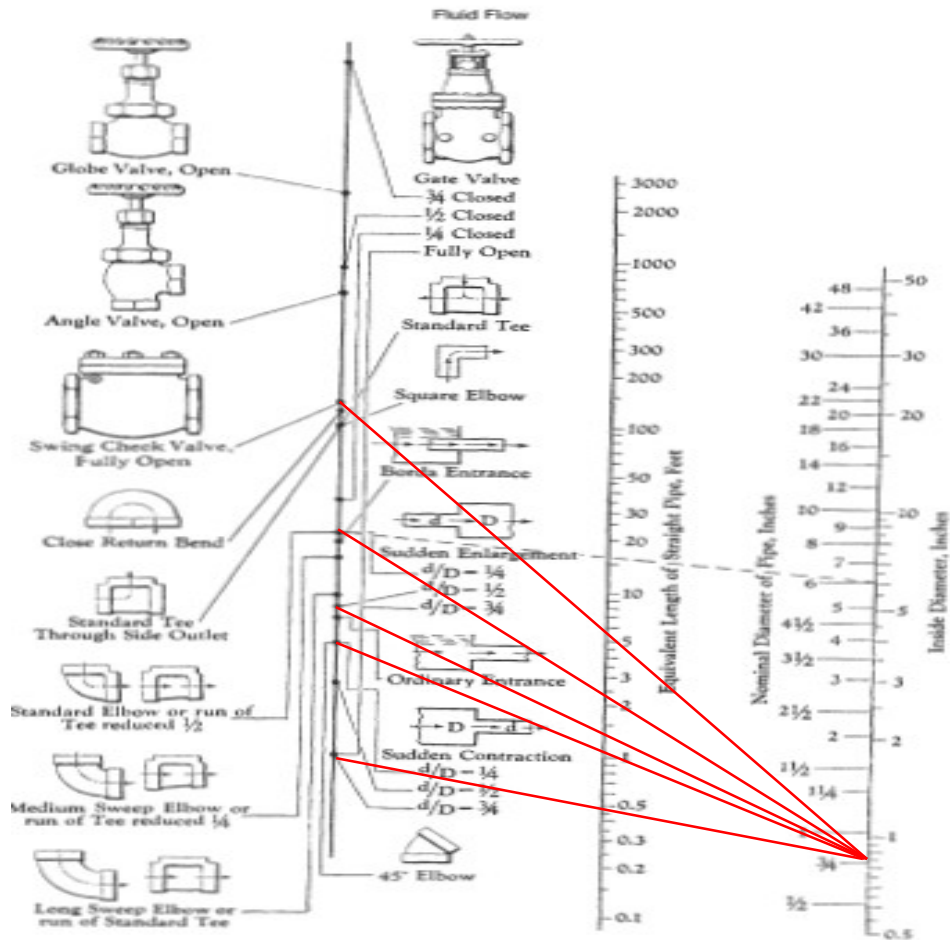 Fluid Flow
Globe Valve, Open
Angle Valve, Open
Swing Check Valve,
Fully Open
Close Return Bend
Standard Tee
Through Side Outlet
Standard Elbow or run of
Tee reduced ½
Medium Sweep Elbow or
run of Tee reduced ¼
Long Sweep Elbow or
run of Standard Tee
Gate Valve
¾ Closed
½ Closed
¼ Closed
Fully Open
Standard Tee
Square Elbow
Borda Entrance
d D
Sudden Enlargement
d/D = ¼
d/D = ½
d/D = ¾
Ordinary Entrance
D d
Sudden Contraction
d/D = ¼
d/D = ½
d/D = ¾
45° Elbow
3000
2000
1000
500
300
200
100
50
30
20
10
5
3
2
1
0.5
0.3
0.2
0.1
Equivalent Length of Straight Pipe, Feet
Nominal Diameter of Pipe, Inches
48
42
36
30
24
22
20
18
16
14
12
10
9
8
7
6
5
4½
4
3½
3
2½
2
1½
1¼
1
¾
½
50
30
20
10
5
3
2
1
0.5
Inside Diameter, Inches